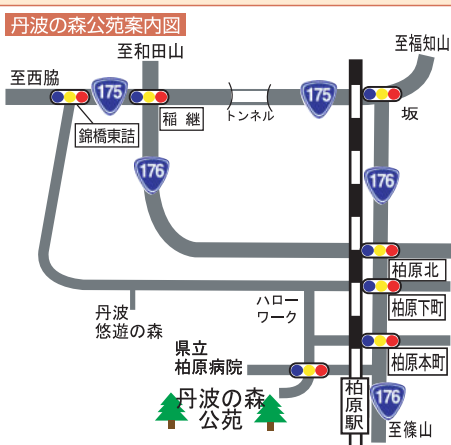 丹波の森公苑案内図
至和田山
至福知山
至西脇
175
175
坂
錦橋東詰
稲継
トンネル
176
176
柏原北
柏原下町
丹波
悠遊の森
ハロー
ワーク
柏原本町
県立
柏原病院
丹波の森
公苑
柏原駅
176
至篠山